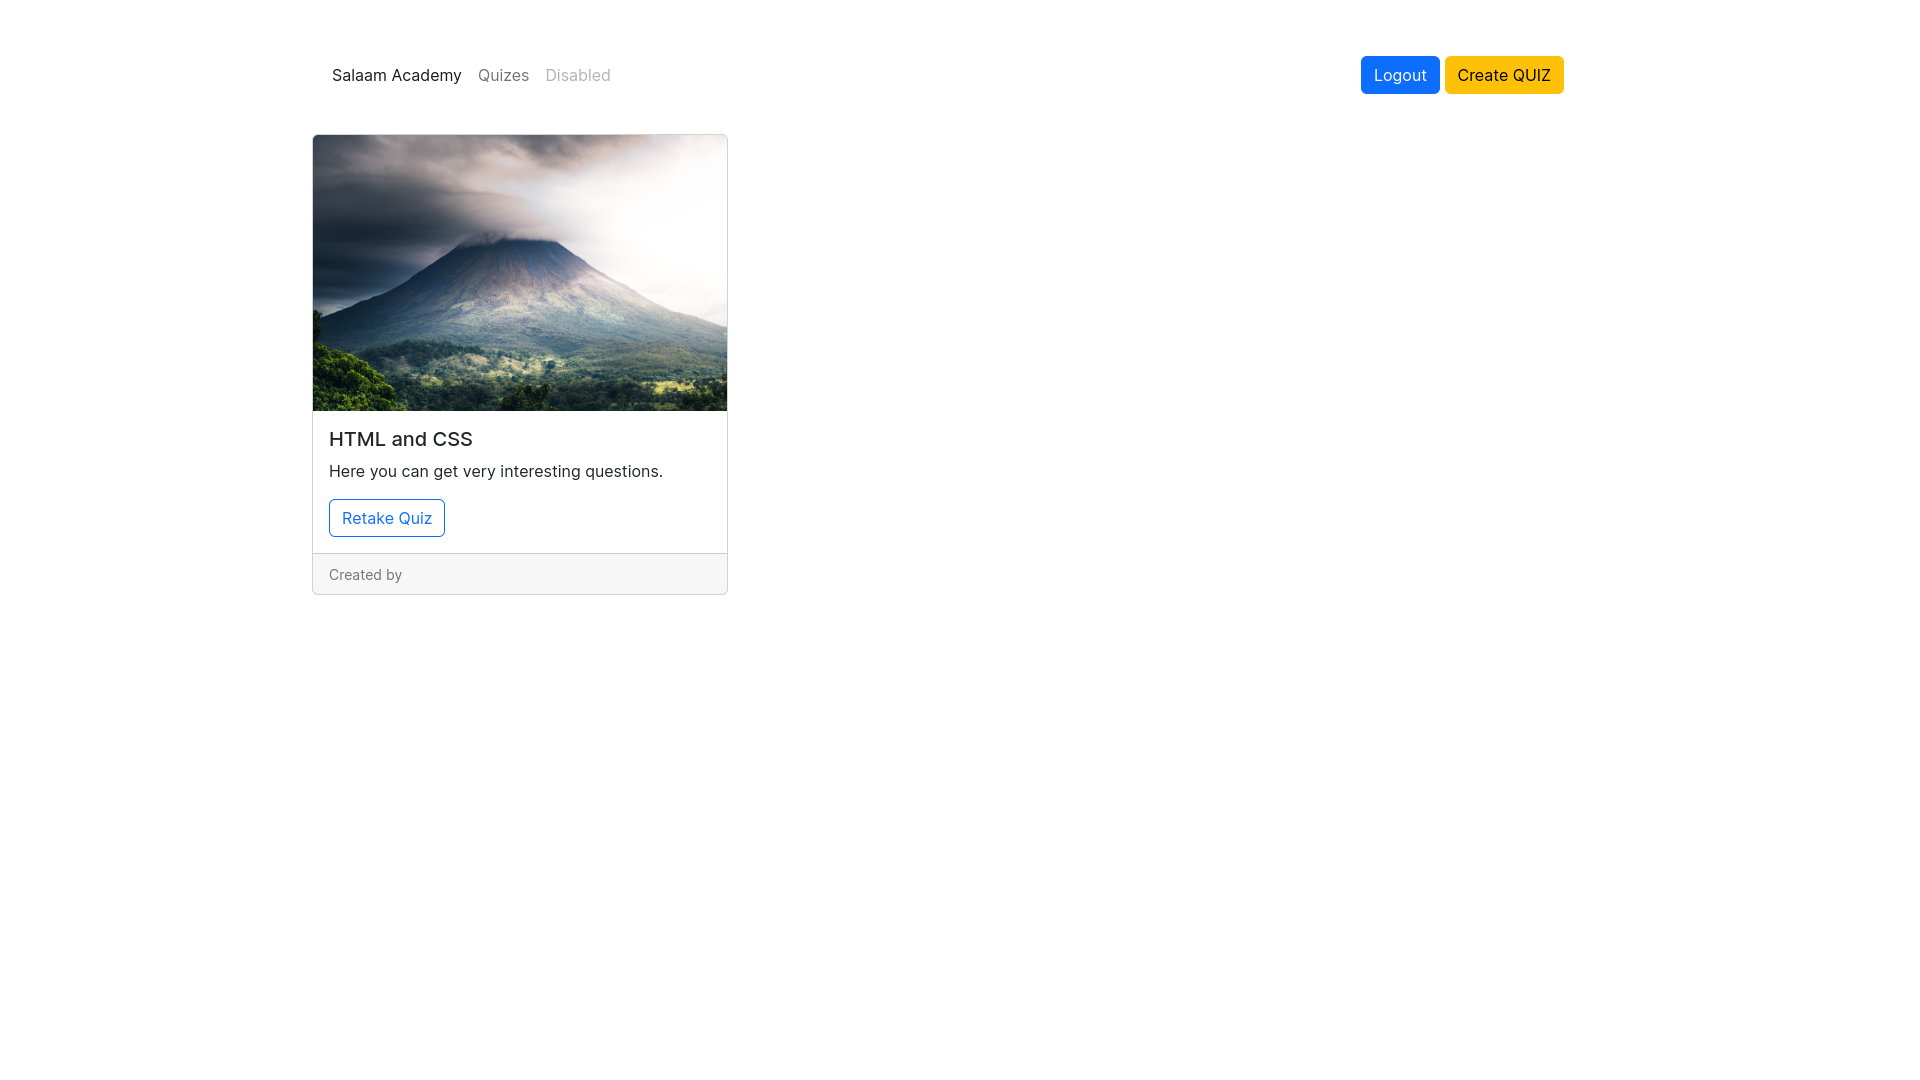 Salaam Academy Quizes Disabled Logout Create QUIZ
HTML and CSS
Here you can get very interesting questions.
Retake Quiz
Created by